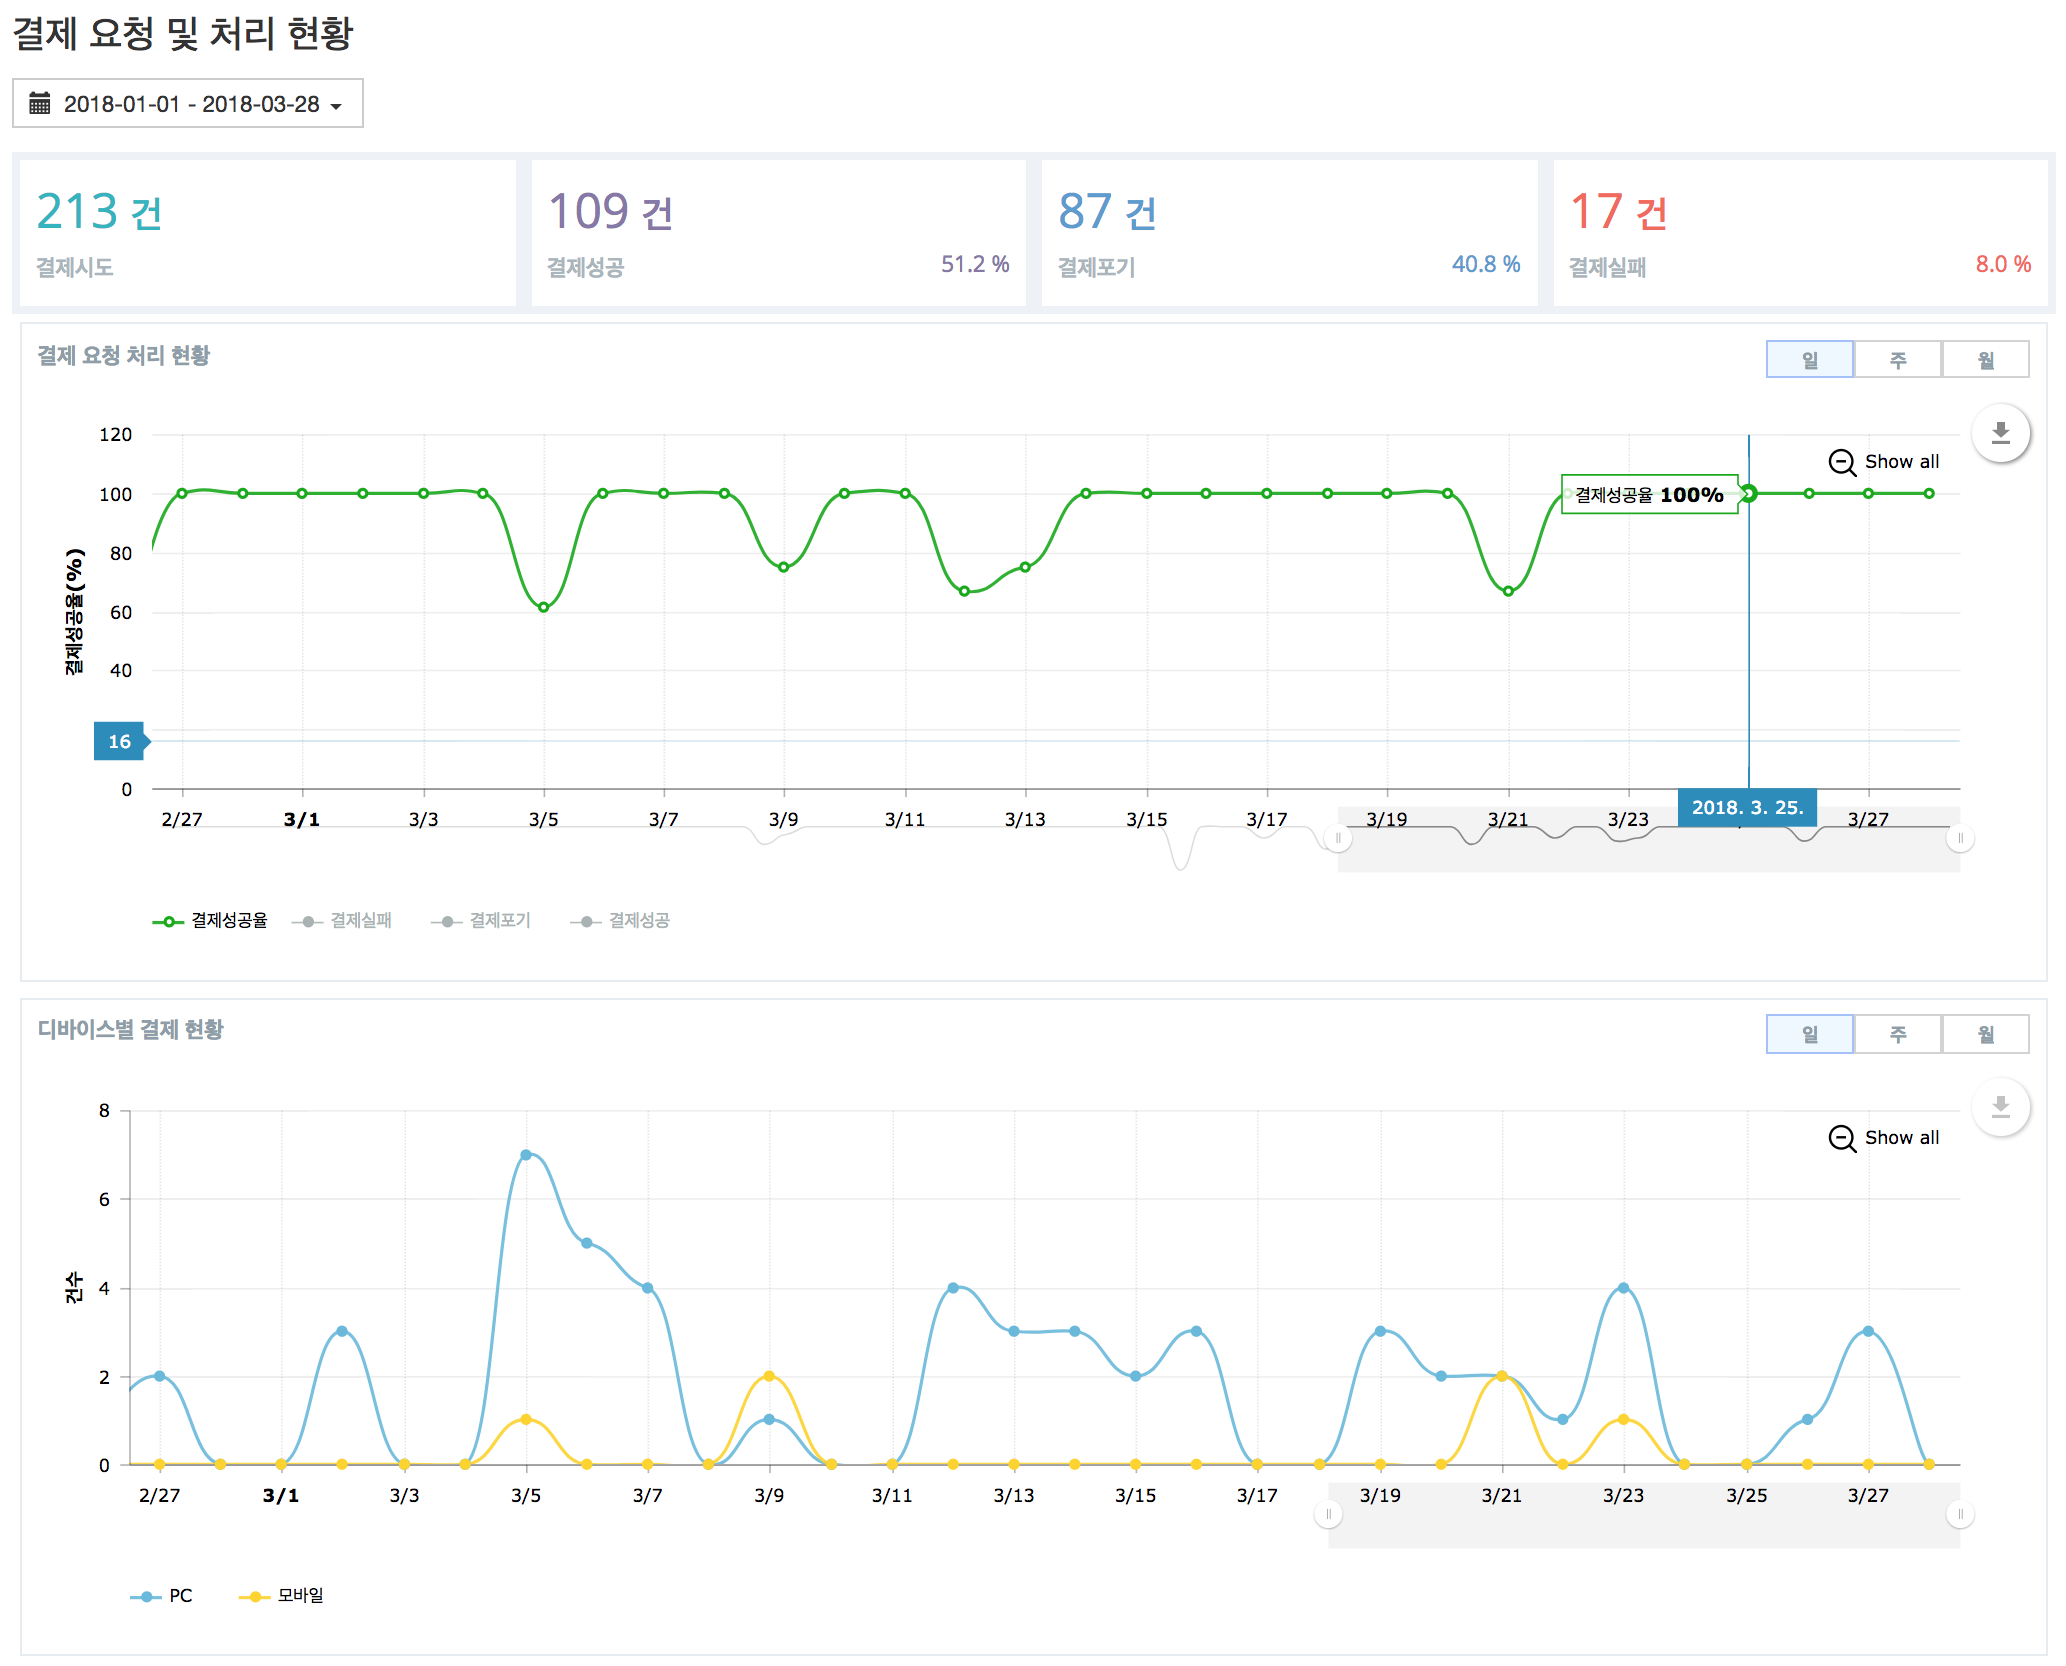 결제 요청 및 처리 현황
2018-01-01 - 2018-03-28
213 건
결제시도
109 건
결제성공
51.2 %
87 건
결제포기
40.8 %
17 건
결제실패
8.0 %
결제 요청 처리 현황
일 주 월
120
Show all
100
결제성공율 100%
80
60
40
16
0
결제성공율(%)
2/27 3/1 3/3 3/5 3/7 3/9 3/11 3/13 3/15 3/17 3/19 3/21 3/23 2018. 3. 25. 3/27
결제성공율 결제실패 결제포기 결제성공
디바이스별 결제 현황
일 주 월
8
Show all
6
4
2
0
건수
2/27 3/1 3/3 3/5 3/7 3/9 3/11 3/13 3/15 3/17 3/19 3/21 3/23 3/25 3/27
PC 모바일